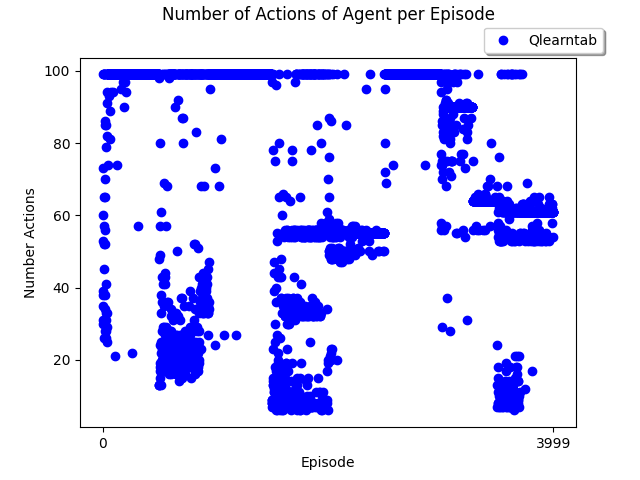 Number of Actions of Agent per Episode
Qlearntab
100
80
60
40
20
Number Actions
0
3999
Episode